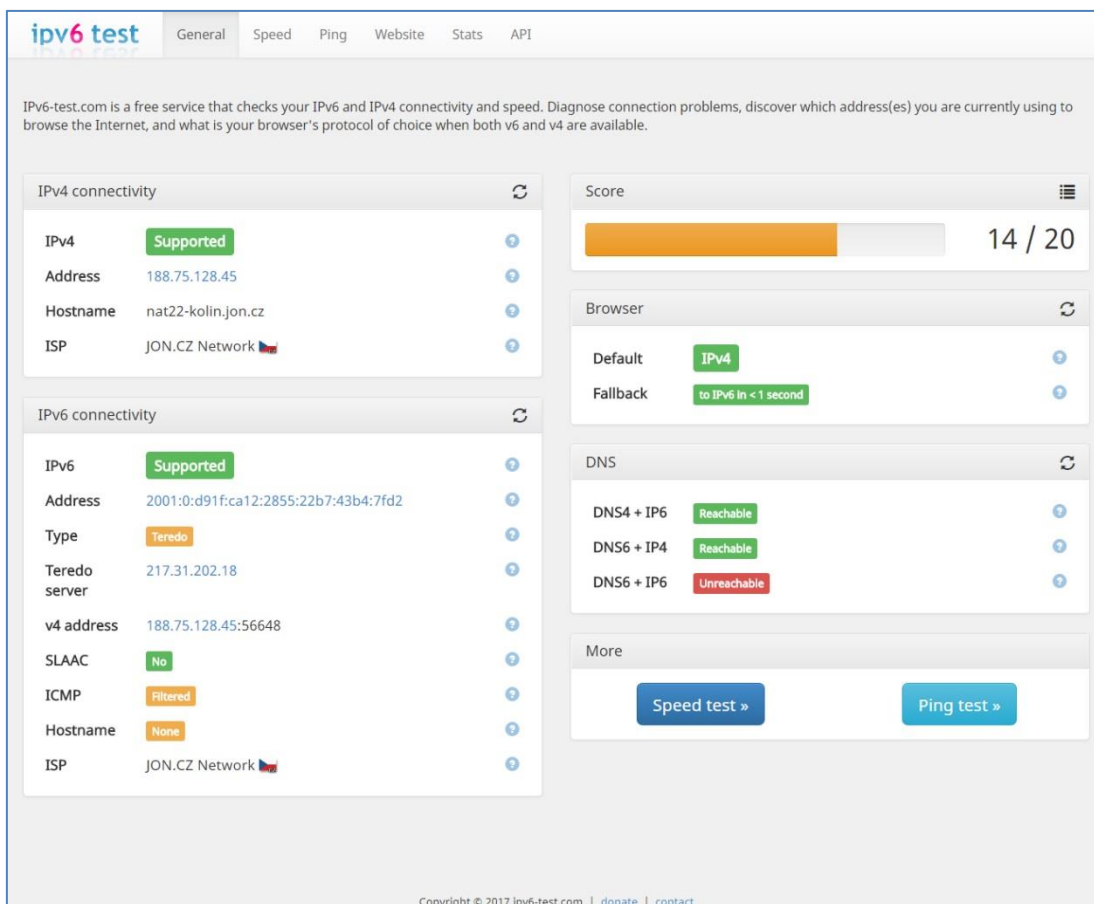 ipv6 test
General Speed Ping Website Stats API
IPv6-test.com is a free service that checks your IPv6 and IPv4 connectivity and speed. Diagnose connection problems, discover which address(es) you are currently using to
browse the Internet, and what is your browser's protocol of choice when both v6 and v4 are available.
IPv4 connectivity
IPv4 Supported
Address 188.75.128.45
Hostname nat22-kolin.jon.cz
ISP JON.CZ Network
IPv6 connectivity
IPv6 Supported
Address 2001:0:d91f:ca12:2855:22b7:43b4:7fd2
Type Teredo
Teredo
server 217.31.202.18
v4 address 188.75.128.45:56648
SLAAC No
ICMP Filtered
Hostname None
ISP JON.CZ Network
Score
14 / 20
Browser
Default IPv4
Fallback to IPv6 in < 1 second
DNS
DNS4 + IP6 Reachable
DNS6 + IP4 Reachable
DNS6 + IP6 Unreachable
More
Speed test »
Ping test »
Copyright © 2017 ipv6-test.com | donate | contact